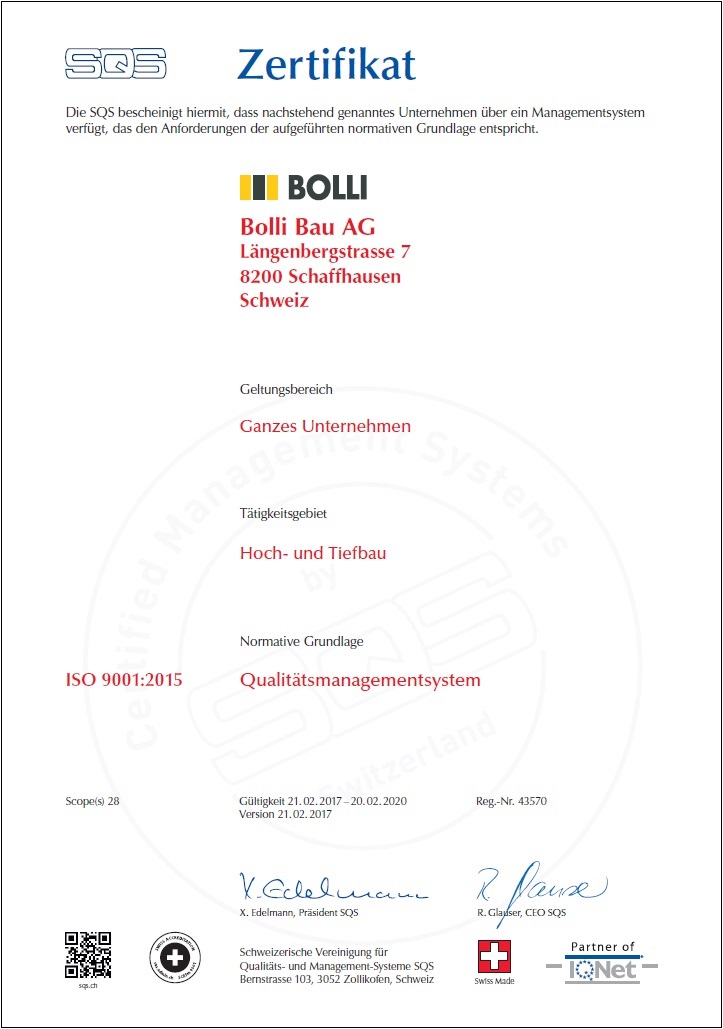 SQS
Zertifikat
Die SQS bescheinigt hiermit, dass nachstehend genanntes Unternehmen über ein Managementsystem
verfügt, das den Anforderungen der aufgeführten normativen Grundlage entspricht.
BOLLI
Bolli Bau AG
Längenbergstrasse 7
8200 Schaffhausen
Schweiz
Geltungsbereich
Ganzes Unternehmen
Certified Management Systems
Tätigkeitsgebiet
Hoch- und Tiefbau
by
SQS
Switzerland
Normative Grundlage
ISO 9001:2015 Qualitätsmanagementsystem
Scope(s) 28 Gültigkeit 21.02.2017–20.02.2020 Reg.-Nr. 43570
Version 21.02.2017
X. Edelmann
X. Edelmann, Präsident SQS R. Glauser, CEO SQS
sqs.ch
Schweizerische Vereinigung für
Qualitäts- und Management-Systeme SQS
Bernstrasse 103, 3052 Zollikofen, Schweiz
Swiss Made
Partner of
IQNet